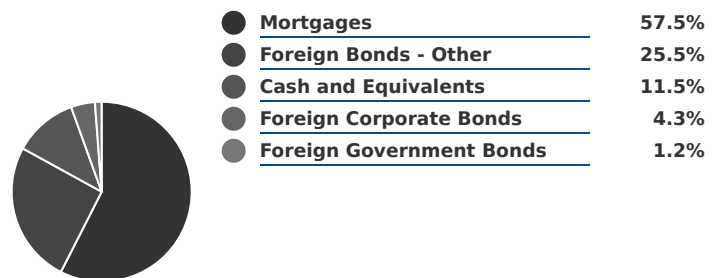 Mortgages 57.5%
Foreign Bonds - Other 25.5%
Cash and Equivalents 11.5%
Foreign Corporate Bonds 4.3%
Foreign Government Bonds 1.2%